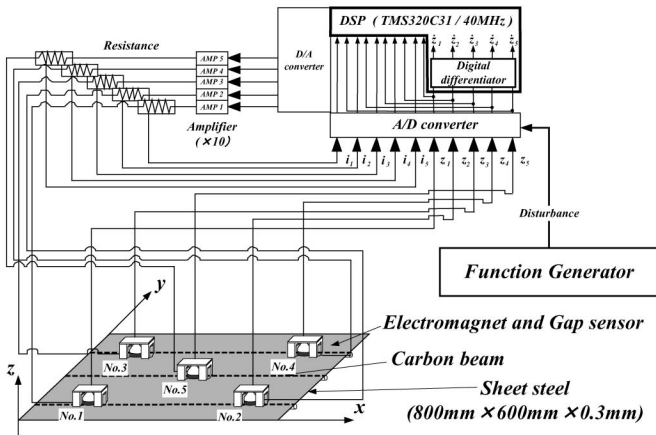 DSP ( TMS320C31 / 40MHz )
ż1 ż2 ż3 ż4 ż5
Digital
differentiator
D/A
converter
Resistance
AMP 5
AMP 4
AMP 3
AMP 2
AMP 1
Amplifier
(×10)
A/D converter
i1 i2 i3 i4 i5 z1 z2 z3 z4 z5
Disturbance
Function Generator
y
Electromagnet and Gap sensor
Carbon beam
Sheet steel
(800mm×600mm×0.3mm)
No.3
No.4
No.5
No.1
No.2
z
x